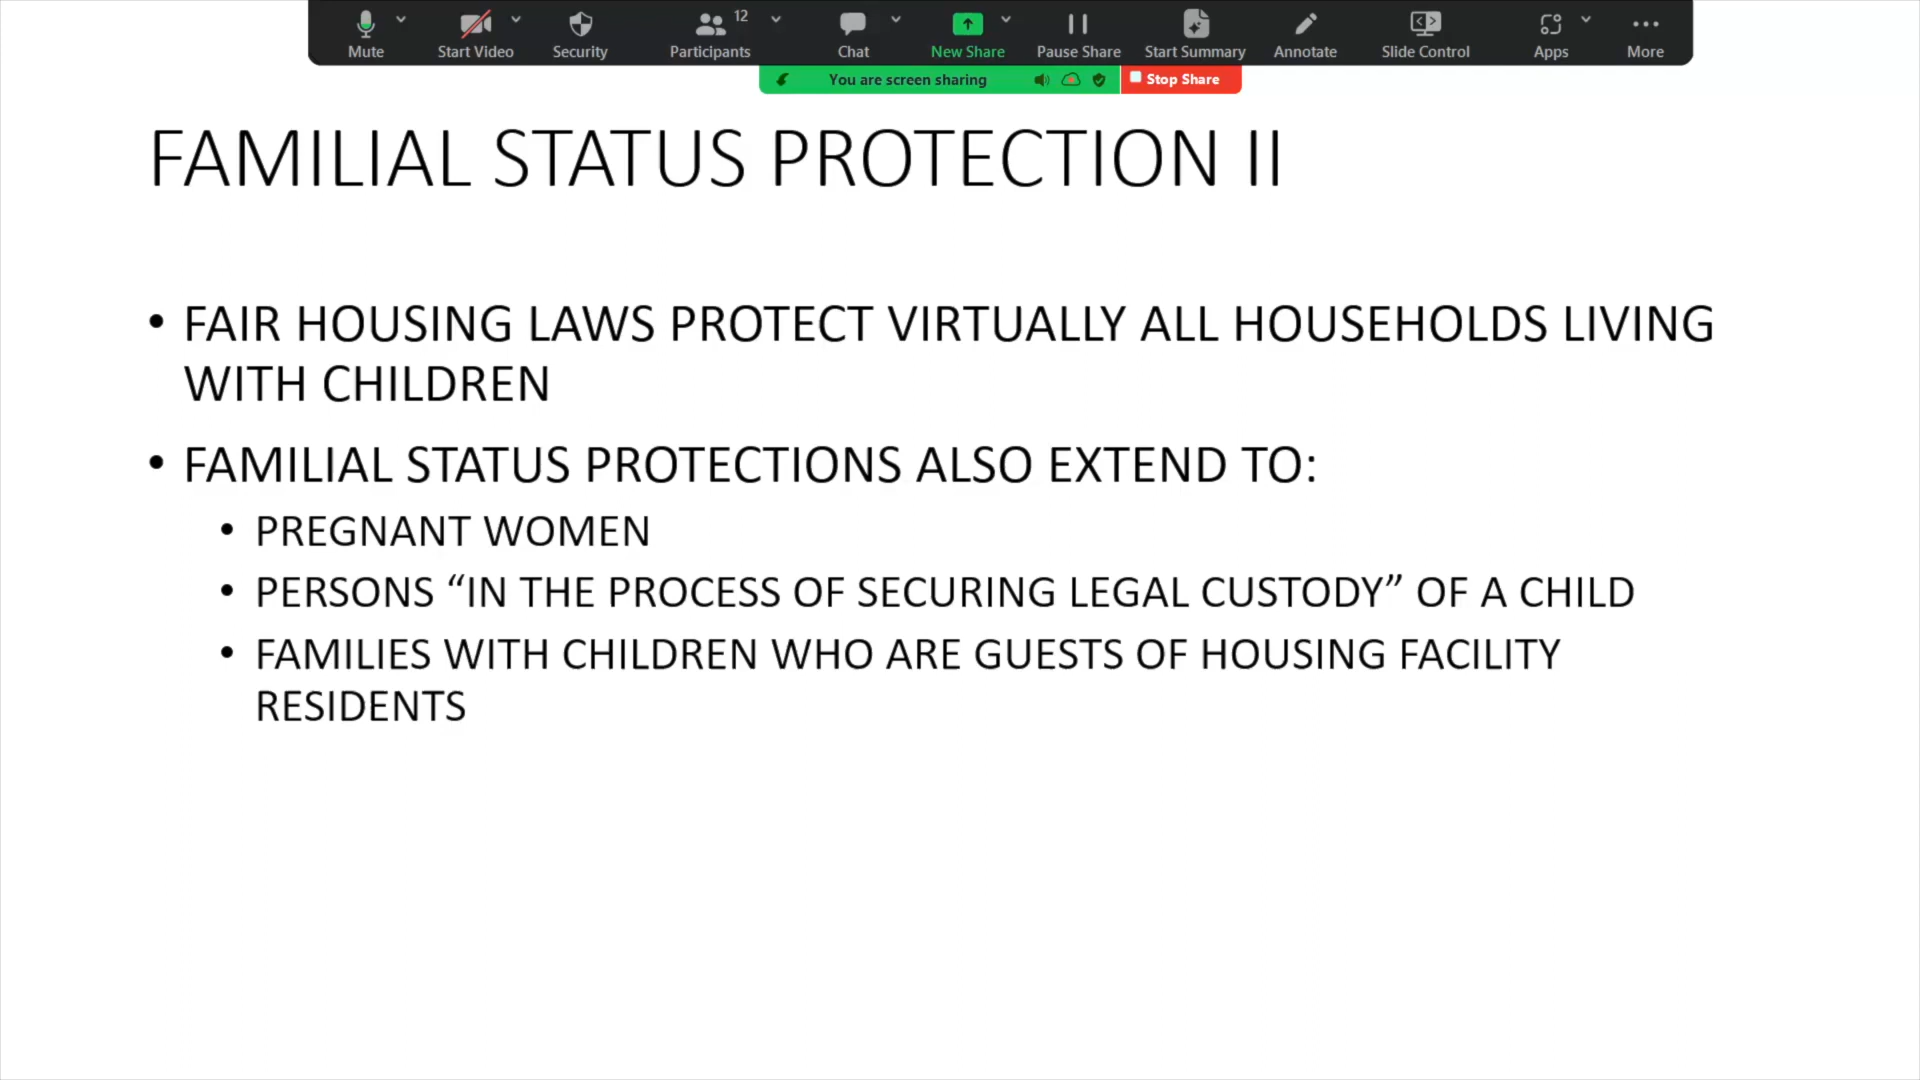 12
Mute Start Video Security Participants Chat New Share Pause Share Start Summary Annotate Slide Control Apps More
You are screen sharing Stop Share
FAMILIAL STATUS PROTECTION II
• FAIR HOUSING LAWS PROTECT VIRTUALLY ALL HOUSEHOLDS LIVING
WITH CHILDREN
• FAMILIAL STATUS PROTECTIONS ALSO EXTEND TO:
• PREGNANT WOMEN
• PERSONS “IN THE PROCESS OF SECURING LEGAL CUSTODY” OF A CHILD
• FAMILIES WITH CHILDREN WHO ARE GUESTS OF HOUSING FACILITY
RESIDENTS